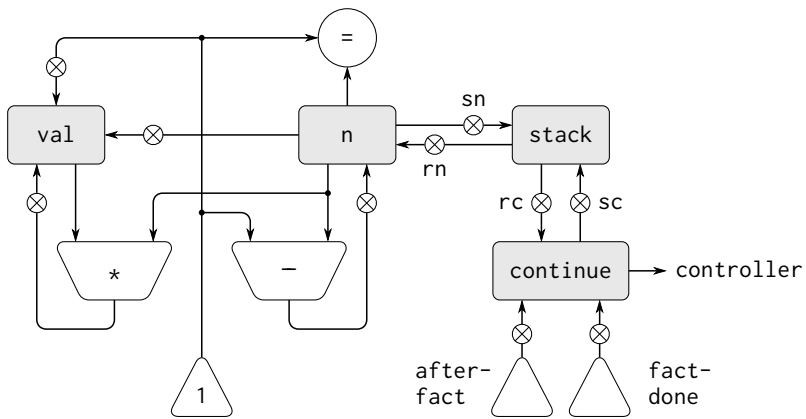 =
sn
val
n
stack
rn
rc
sc
*
−
continue
controller
after-
fact
fact-
done
1